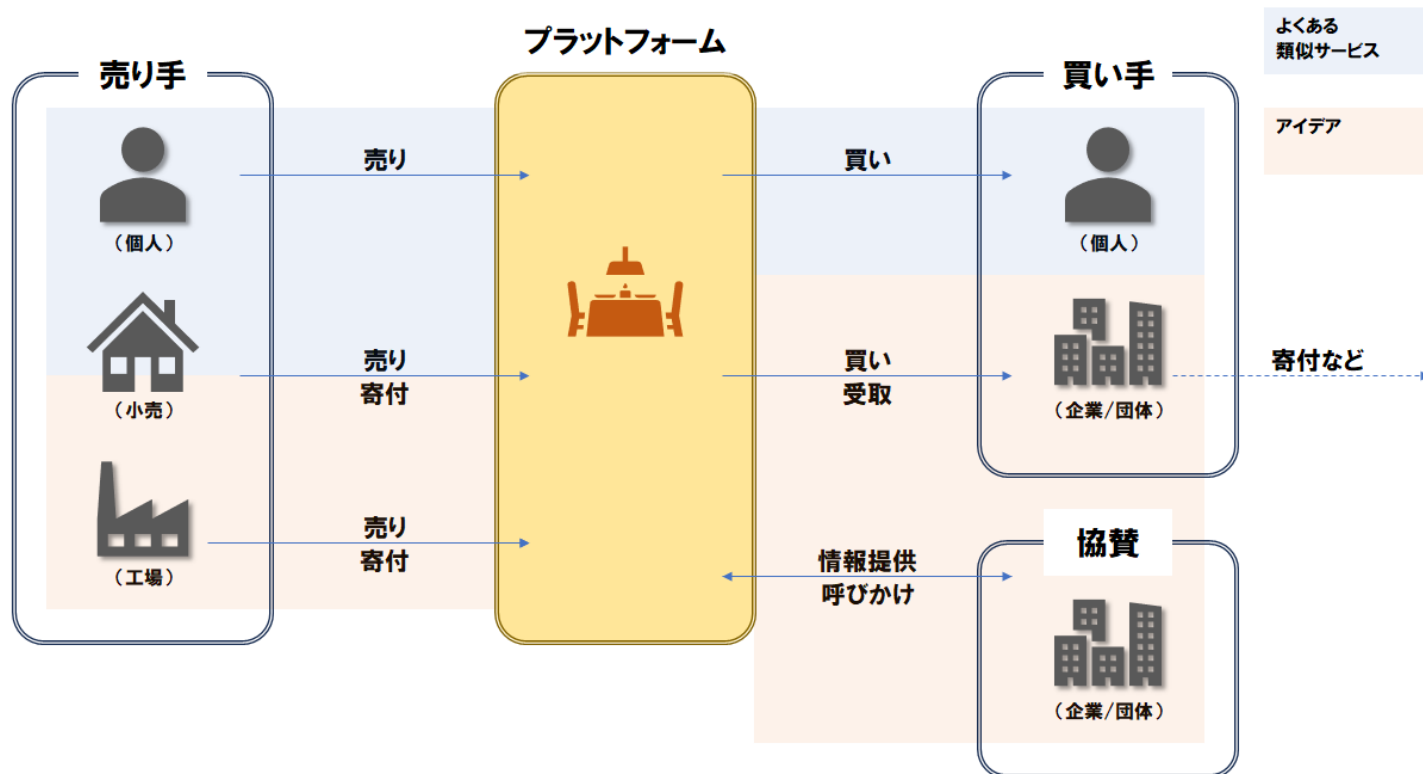 プラットフォーム
売り手
買い手
よくある
類似サービス
アイデア
売り
買い
（個人）
（個人）
売り
寄付
買い
受取
寄付など
（小売）
（企業/団体）
売り
寄付
協賛
情報提供
呼びかけ
（工場）
（企業/団体）